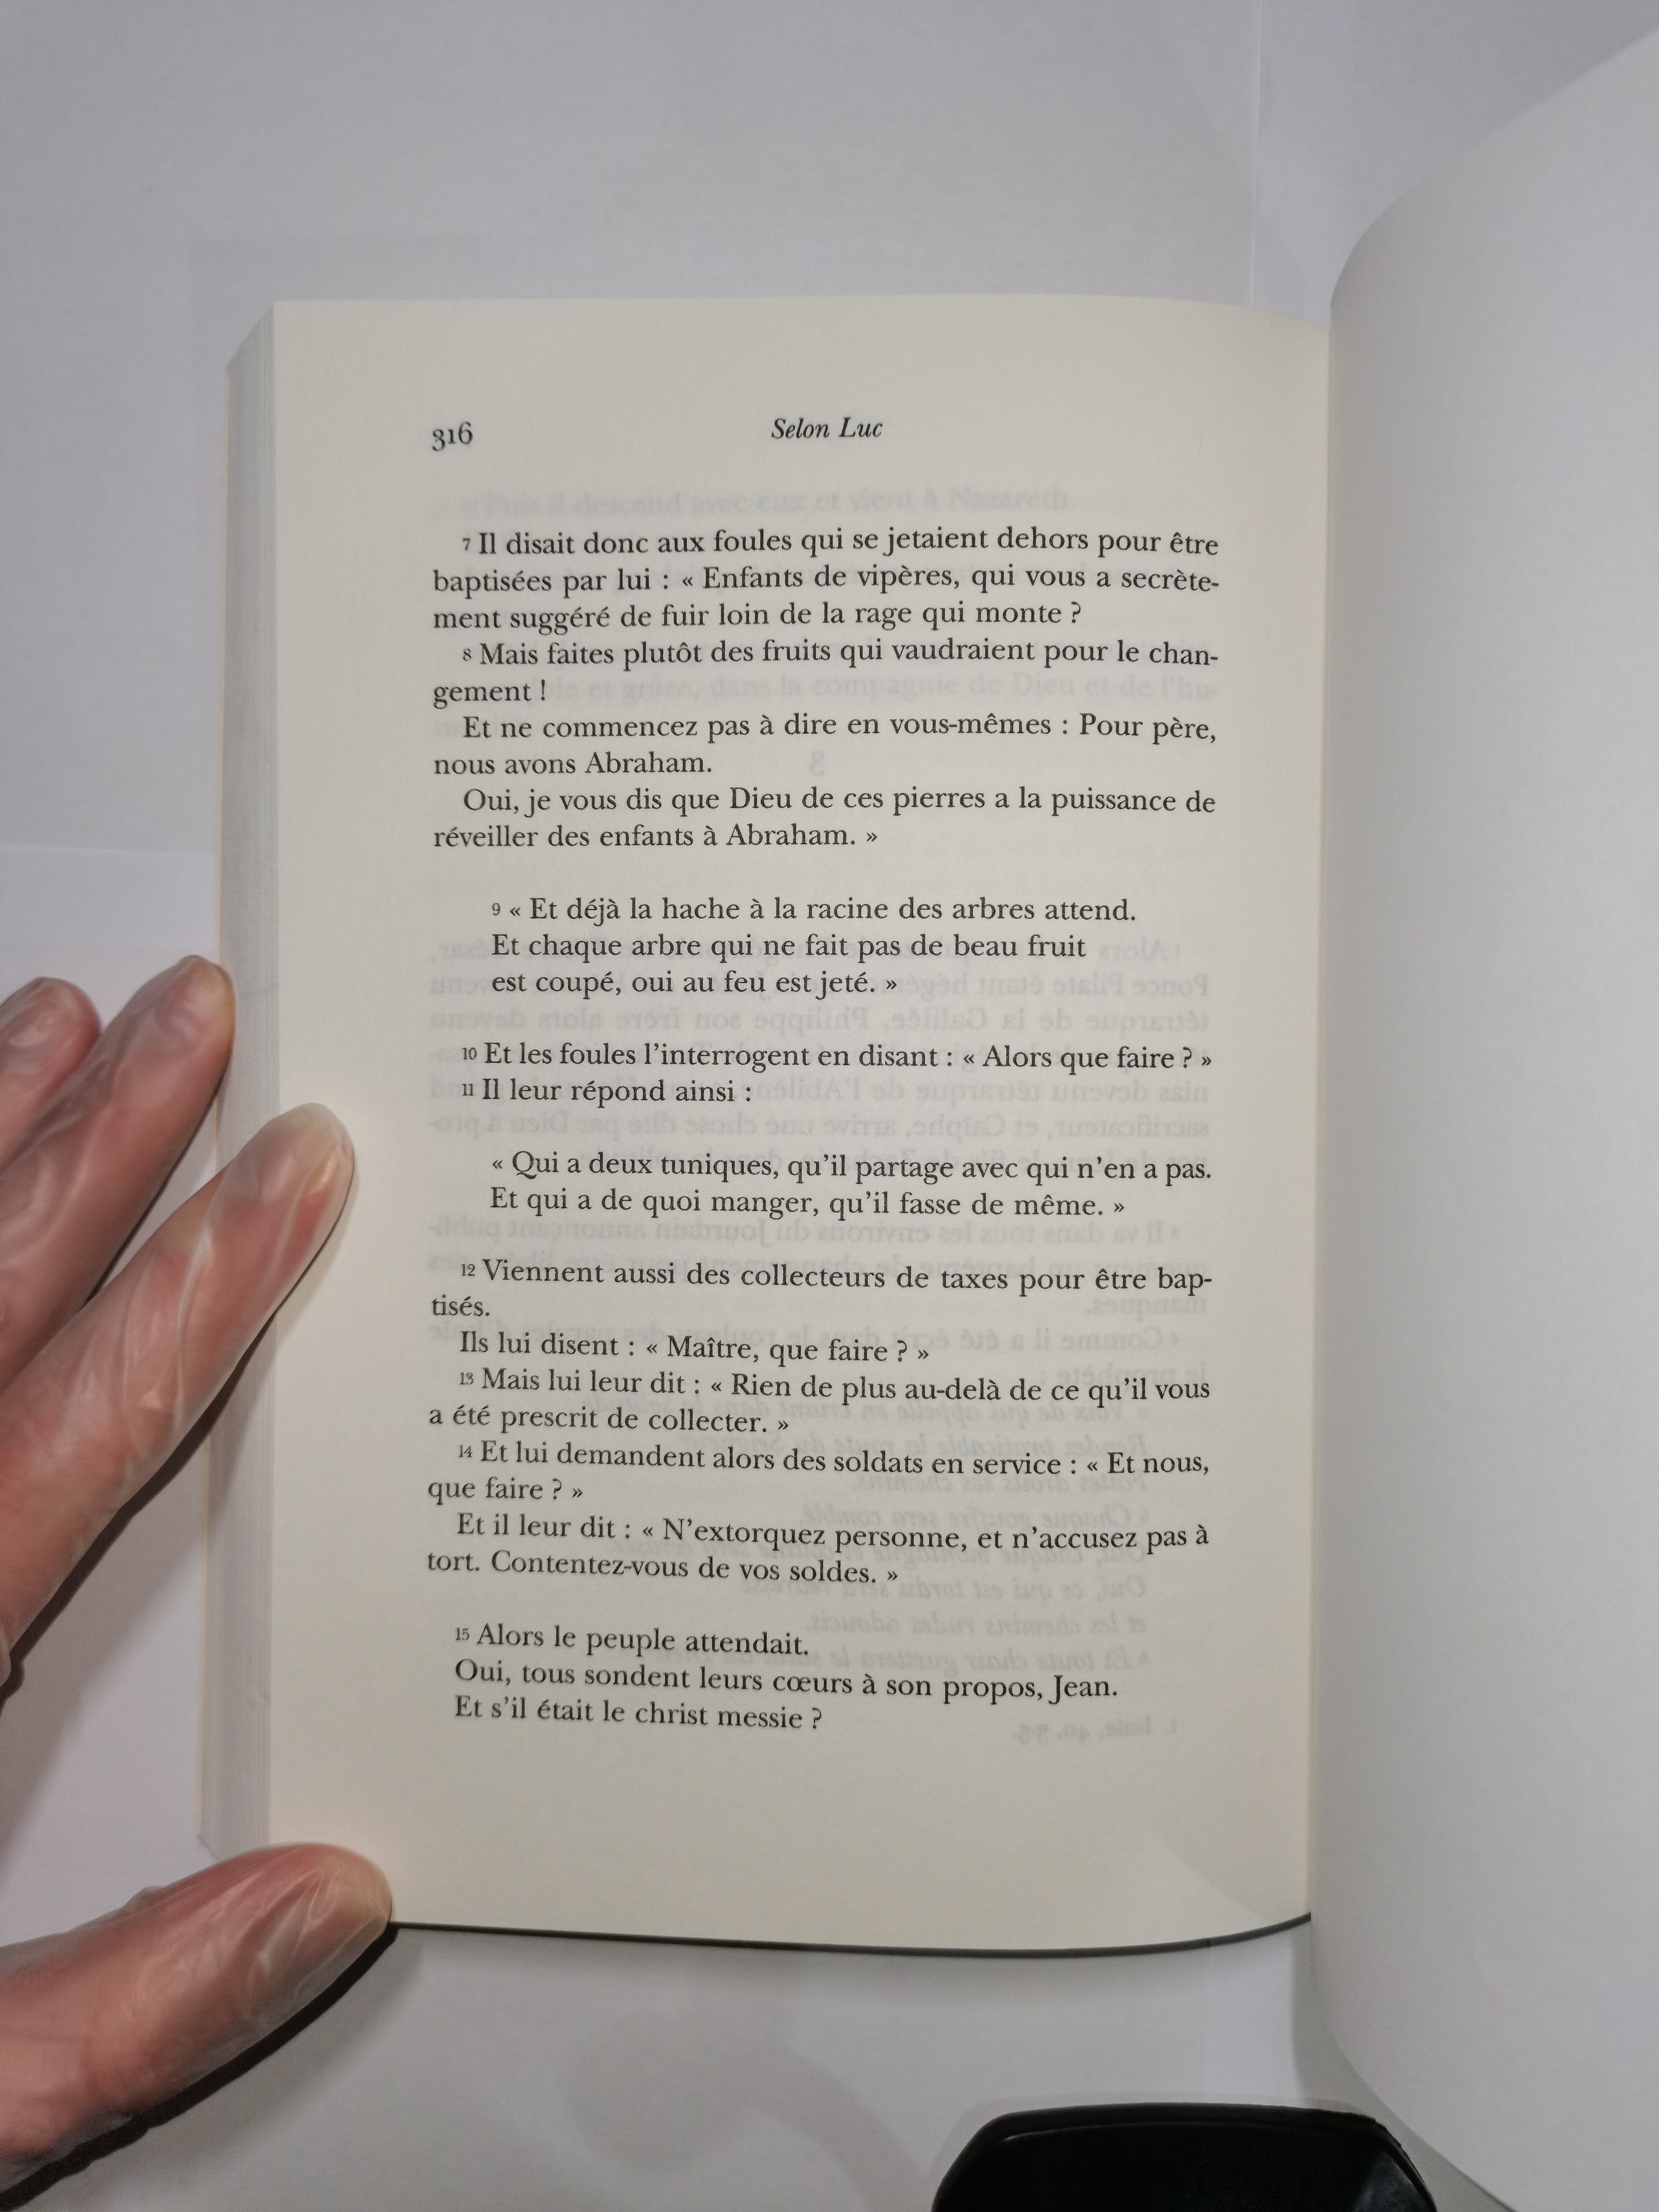 316
Selon Luc
7 Il disait donc aux foules qui se jetaient dehors pour être
baptisées par lui : « Enfants de vipères, qui vous a secrète-
ment suggéré de fuir loin de la rage qui monte ?
8 Mais faites plutôt des fruits qui vaudraient pour le chan-
gement !
Et ne commencez pas à dire en vous-mêmes : Pour père,
nous avons Abraham.
Oui, je vous dis que Dieu de ces pierres a la puissance de
réveiller des enfants à Abraham. »
9 « Et déjà la hache à la racine des arbres attend.
Et chaque arbre qui ne fait pas de beau fruit
est coupé, oui au feu est jeté. »
10 Et les foules l'interrogent en disant : « Alors que faire ? »
11 Il leur répond ainsi :
« Qui a deux tuniques, qu'il partage avec qui n'en a pas.
Et qui a de quoi manger, qu'il fasse de même. »
12 Viennent aussi des collecteurs de taxes pour être bap-
tisés.
Ils lui disent : « Maître, que faire ? »
13 Mais lui leur dit : « Rien de plus au-delà de ce qu'il vous
a été prescrit de collecter. »
14 Et lui demandent alors des soldats en service : « Et nous,
que faire ? »
Et il leur dit : « N'extorquez personne, et n'accusez pas à
tort. Contentez-vous de vos soldes. »
15 Alors le peuple attendait.
Oui, tous sondent leurs cœurs à son propos, Jean.
Et s'il était le christ messie ?